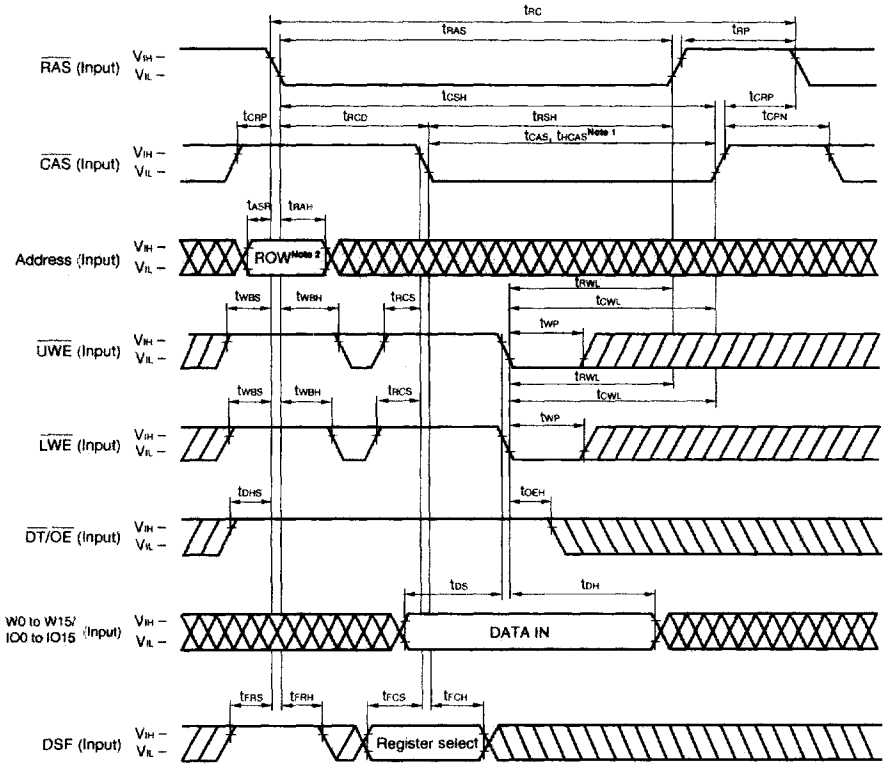 tRC
tRAS tRP
RAS (Input) VIH
VIL
tCSH tCRP
tCRP tRCD tRSH tCPN
tCAS, tHCAS Note 1
CAS (Input) VIH
VIL
tASR tRAH
Address (Input) VIH
VIL
ROW Note 2
tRWL
tWBS tWBH tRCS tCWL
tWP
UWE (Input) VIH
VIL
tRWL
tWBS tWBH tRCS tCWL
tWP
LWE (Input) VIH
VIL
tDHS tOEH
DT/OE (Input) VIH
VIL
tDS tDH
W0 to W15/
IO0 to IO15 (Input) VIH
VIL
DATA IN
tFRS tFRH tFCS tFCH
DSF (Input) VIH
VIL
Register select